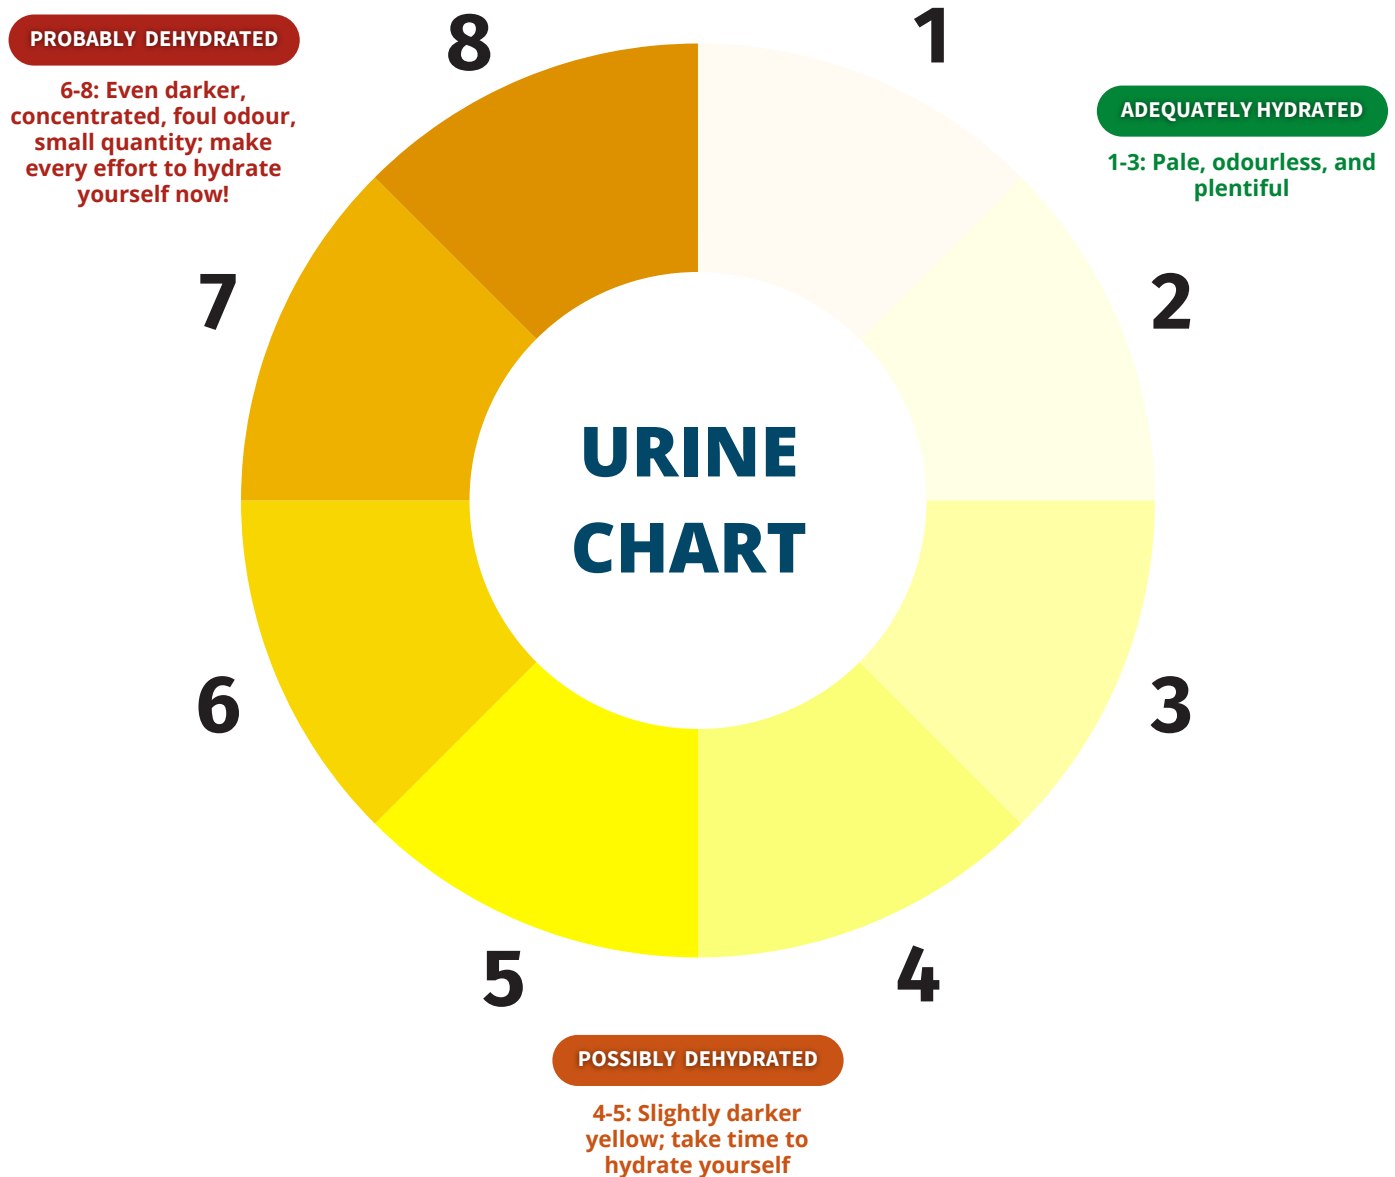 PROBABLY DEHYDRATED
6-8: Even darker,
concentrated, foul odour,
small quantity; make
every effort to hydrate
yourself now!
8
1
ADEQUATELY HYDRATED
1-3: Pale, odourless, and
plentiful
7
2
URINE
CHART
6
3
5
4
POSSIBLY DEHYDRATED
4-5: Slightly darker
yellow; take time to
hydrate yourself